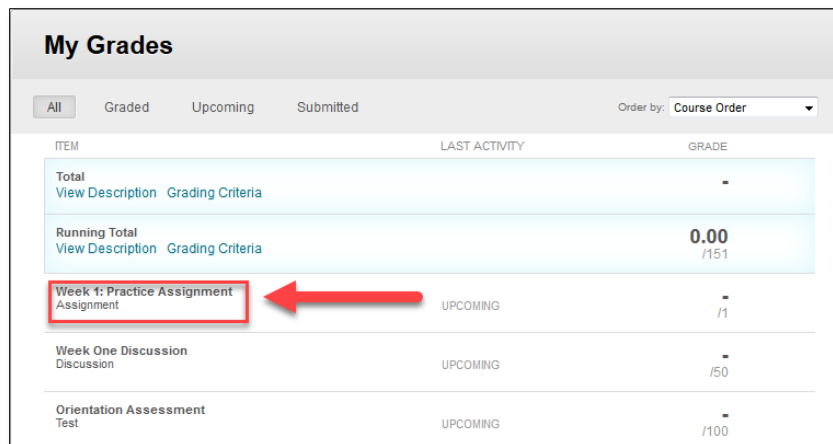 My Grades
All Graded Upcoming Submitted Order by: Course Order
ITEM LAST ACTIVITY GRADE
Total -
View Description Grading Criteria
Running Total 0.00
View Description Grading Criteria /151
Week 1: Practice Assignment -
Assignment UPCOMING /1
Week One Discussion -
Discussion UPCOMING /50
Orientation Assessment -
Test UPCOMING /100